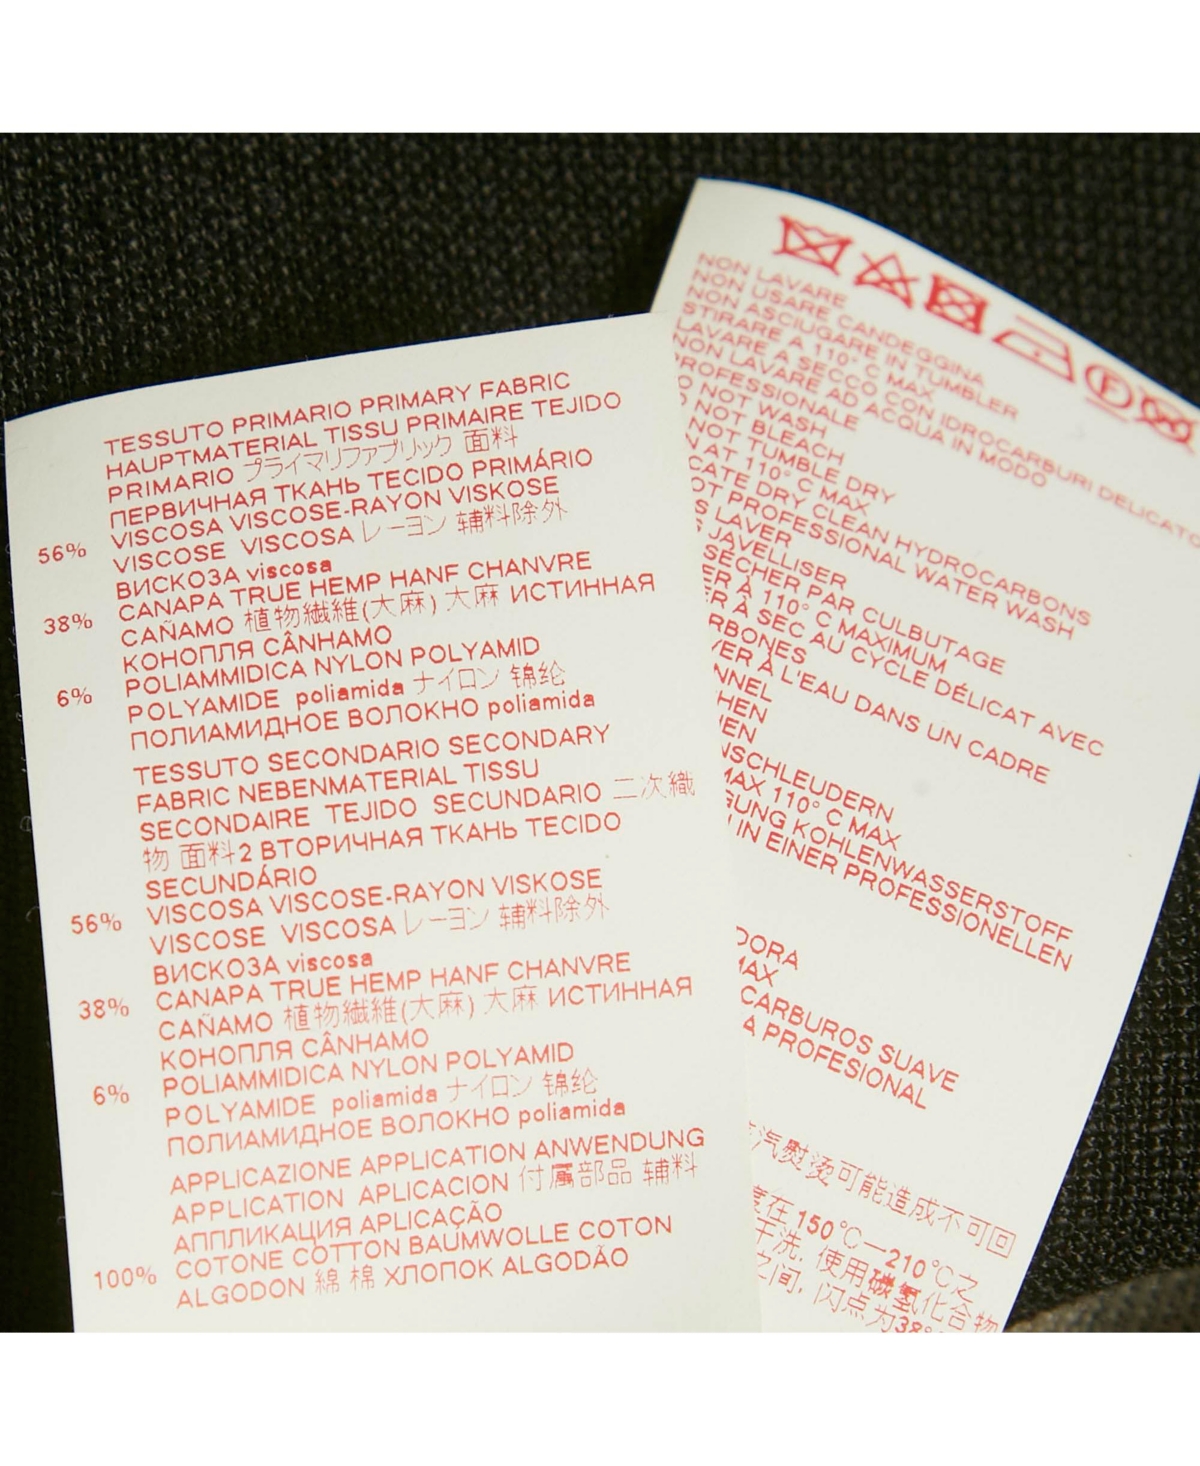 TESSUTO PRIMARIO PRIMARY FABRIC
HAUPTMATERIAL TISSU PRIMAIRE TEJIDO
PRIMARIO プライマリファブリック 面料
ПЕРВИЧНАЯ ТКАНЬ TECIDO PRIMÁRIO
56% VISCOSA VISCOSE-RAYON VISKOSE
VISCOSE VISCOSA レーヨン 辅料除外
ВИСКОЗА viscosa
38% CANAPA TRUE HEMP HANF CHANVRE
CAÑAMO 植物繊維(大麻) 大麻 ИСТИННАЯ
КОНОПЛЯ CÂNHAMO
6% POLIAMMIDICA NYLON POLYAMID
POLYAMIDE poliamida ナイロン 锦纶
ПОЛИАМИДНОЕ ВОЛОКНО poliamida
TESSUTO SECONDARIO SECONDARY
FABRIC NEBENMATERIAL TISSU
SECONDAIRE TEJIDO SECUNDARIO 二次織
物 面料2 ВТОРИЧНАЯ ТКАНЬ TECIDO
SECUNDÁRIO
56% VISCOSA VISCOSE-RAYON VISKOSE
VISCOSE VISCOSA レーヨン 辅料除外
ВИСКОЗА viscosa
38% CANAPA TRUE HEMP HANF CHANVRE
CAÑAMO 植物繊維(大麻) 大麻 ИСТИННАЯ
КОНОПЛЯ CÂNHAMO
6% POLIAMMIDICA NYLON POLYAMID
POLYAMIDE poliamida ナイロン 锦纶
ПОЛИАМИДНОЕ ВОЛОКНО poliamida
APPLICAZIONE APPLICATION ANWENDUNG
APPLICATION APLICACION 付属部品 辅料
АППЛИКАЦИЯ APLICAÇÃO
100% COTONE COTTON BAUMWOLLE COTON
ALGODON 綿 棉 ХЛОПОК ALGODÃO
NON LAVARE
NON USARE CANDEGGINA
NON ASCIUGARE IN TUMBLER
STIRARE A 110° C MAX
LAVARE A SECCO CON IDROCARBURI DELICATO
NON LAVARE AD ACQUA IN MODO
PROFESSIONALE
DO NOT WASH
NOT BLEACH
NOT TUMBLE DRY
AT 110° C MAX
CATE DRY CLEAN HYDROCARBONS
OT PROFESSIONAL WATER WASH
S LAVER
JAVELLISER
SÉCHER PAR CULBUTAGE
ER À 110° C MAXIMUM
ER À SEC AU CYCLE DÉLICAT AVEC
RBONES
VER À L'EAU DANS UN CADRE
NNEL
HEN
EN
NSCHLEUDERN
MAX 110° C MAX
GUNG KOHLENWASSERSTOFF
IN EINER PROFESSIONELLEN
DORA
MAX
CARBUROS SUAVE
A PROFESIONAL
汽熨烫可能造成不可回
度在 150℃—210℃之
干洗, 使用碳氢化合物
之间, 闪点为38°